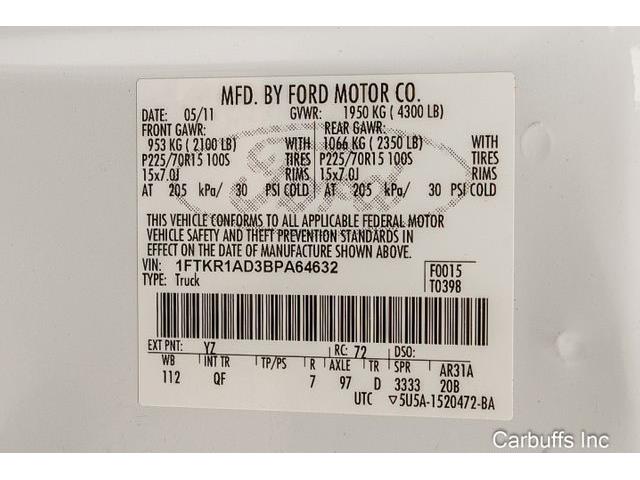 MFD. BY FORD MOTOR CO.
DATE: 05/11 GVWR: 1950 KG ( 4300 LB)
FRONT GAWR: REAR GAWR:
953 KG ( 2100 LB) WITH 1066 KG ( 2350 LB) WITH
P225/70R15 100S TIRES P225/70R15 100S TIRES
15x7.0J RIMS 15x7.0J RIMS
AT 205 kPa/ 30 PSI COLD AT 205 kPa/ 30 PSI COLD
Ford
THIS VEHICLE CONFORMS TO ALL APPLICABLE FEDERAL MOTOR
VEHICLE SAFETY AND THEFT PREVENTION STANDARDS IN
EFFECT ON THE DATE OF MANUFACTURE SHOWN ABOVE.
VIN: 1FTKR1AD3BPA64632 F0015
TYPE: Truck T0398
EXT PNT: YZ RC: 72 DSO:
WB INT TR TP/PS R AXLE TR SPR AR31A
112 QF 7 97 D 3333 20B
UTC ▽5U5A-1520472-BA
Carbuffs Inc